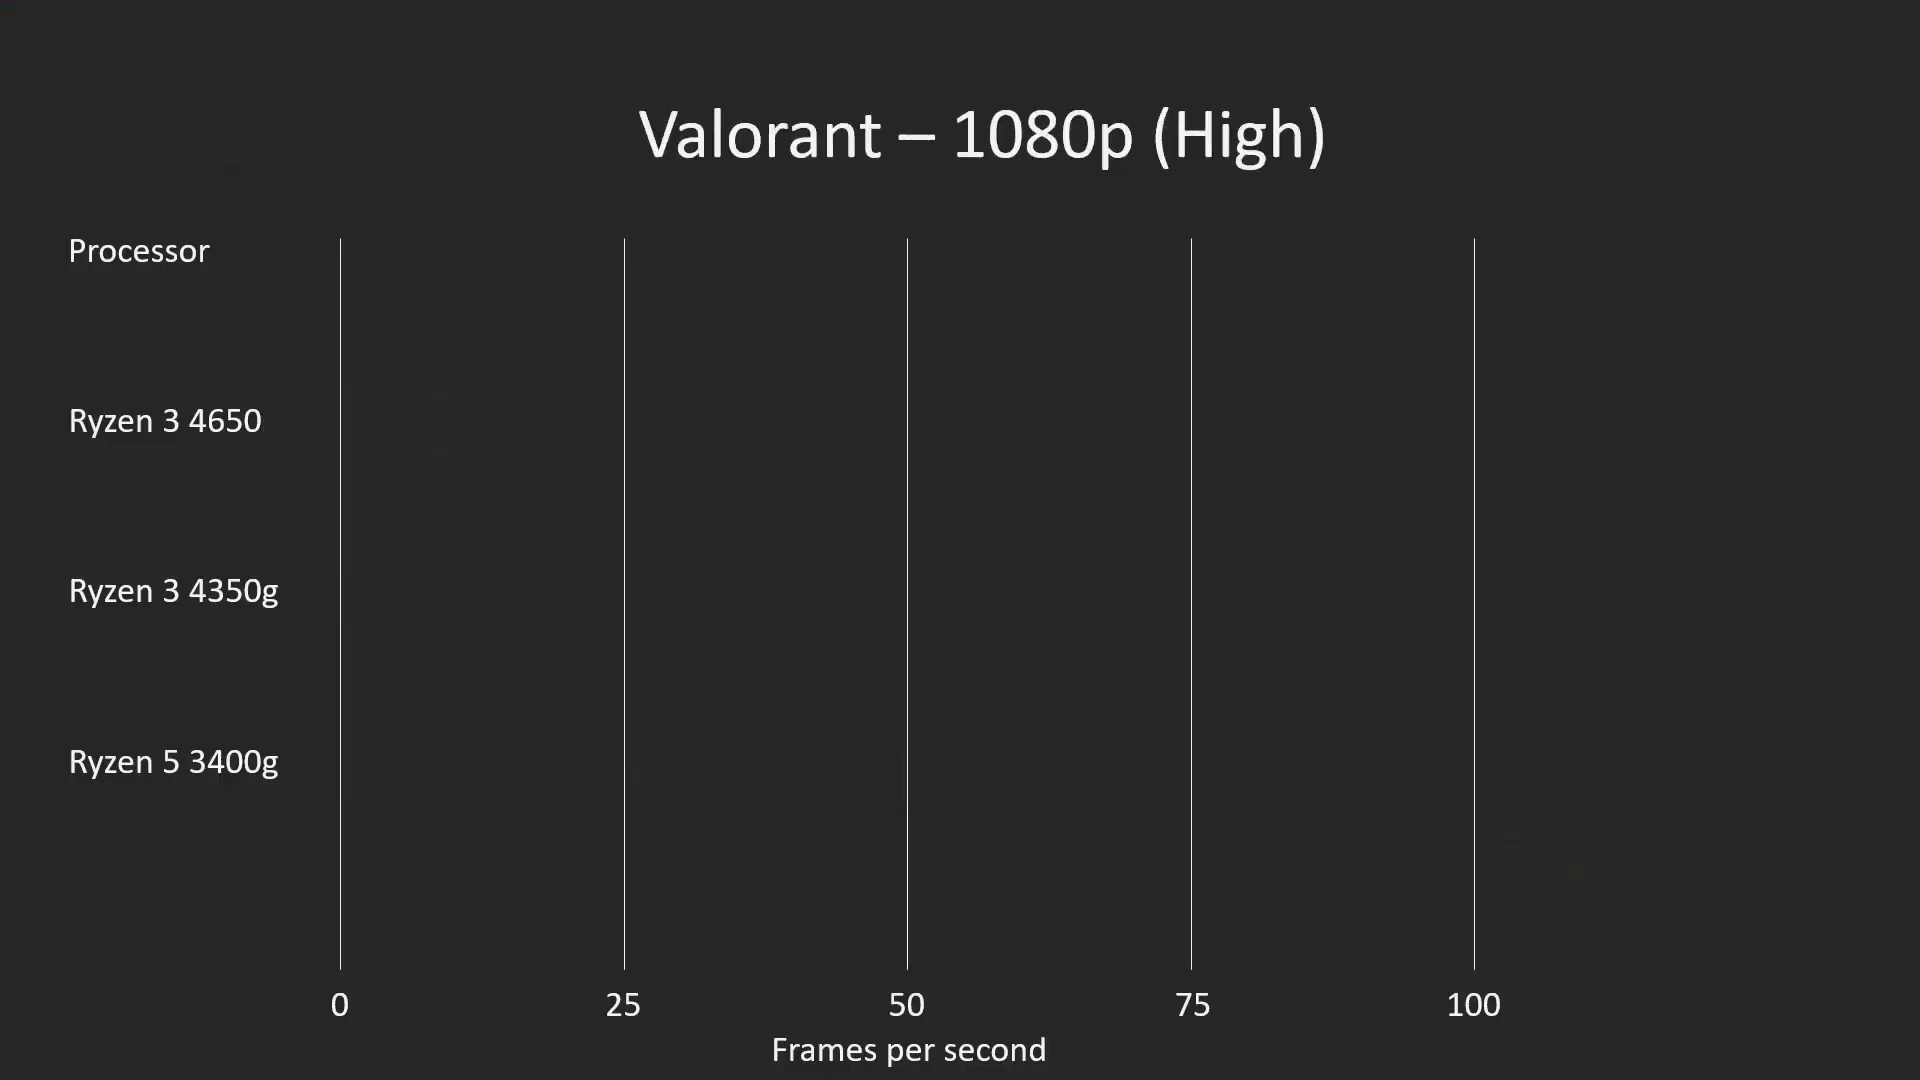 Valorant – 1080p (High)
Processor
Ryzen 3 4650
Ryzen 3 4350g
Ryzen 5 3400g
0 25 50 75 100
Frames per second